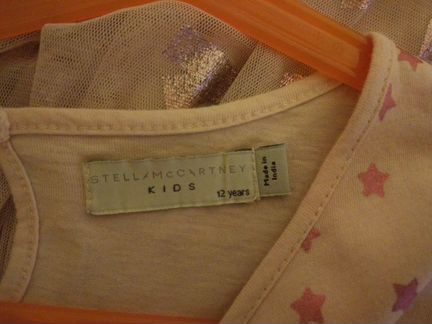 STELLA McCARTNEY
KIDS
12 years
Made in
India